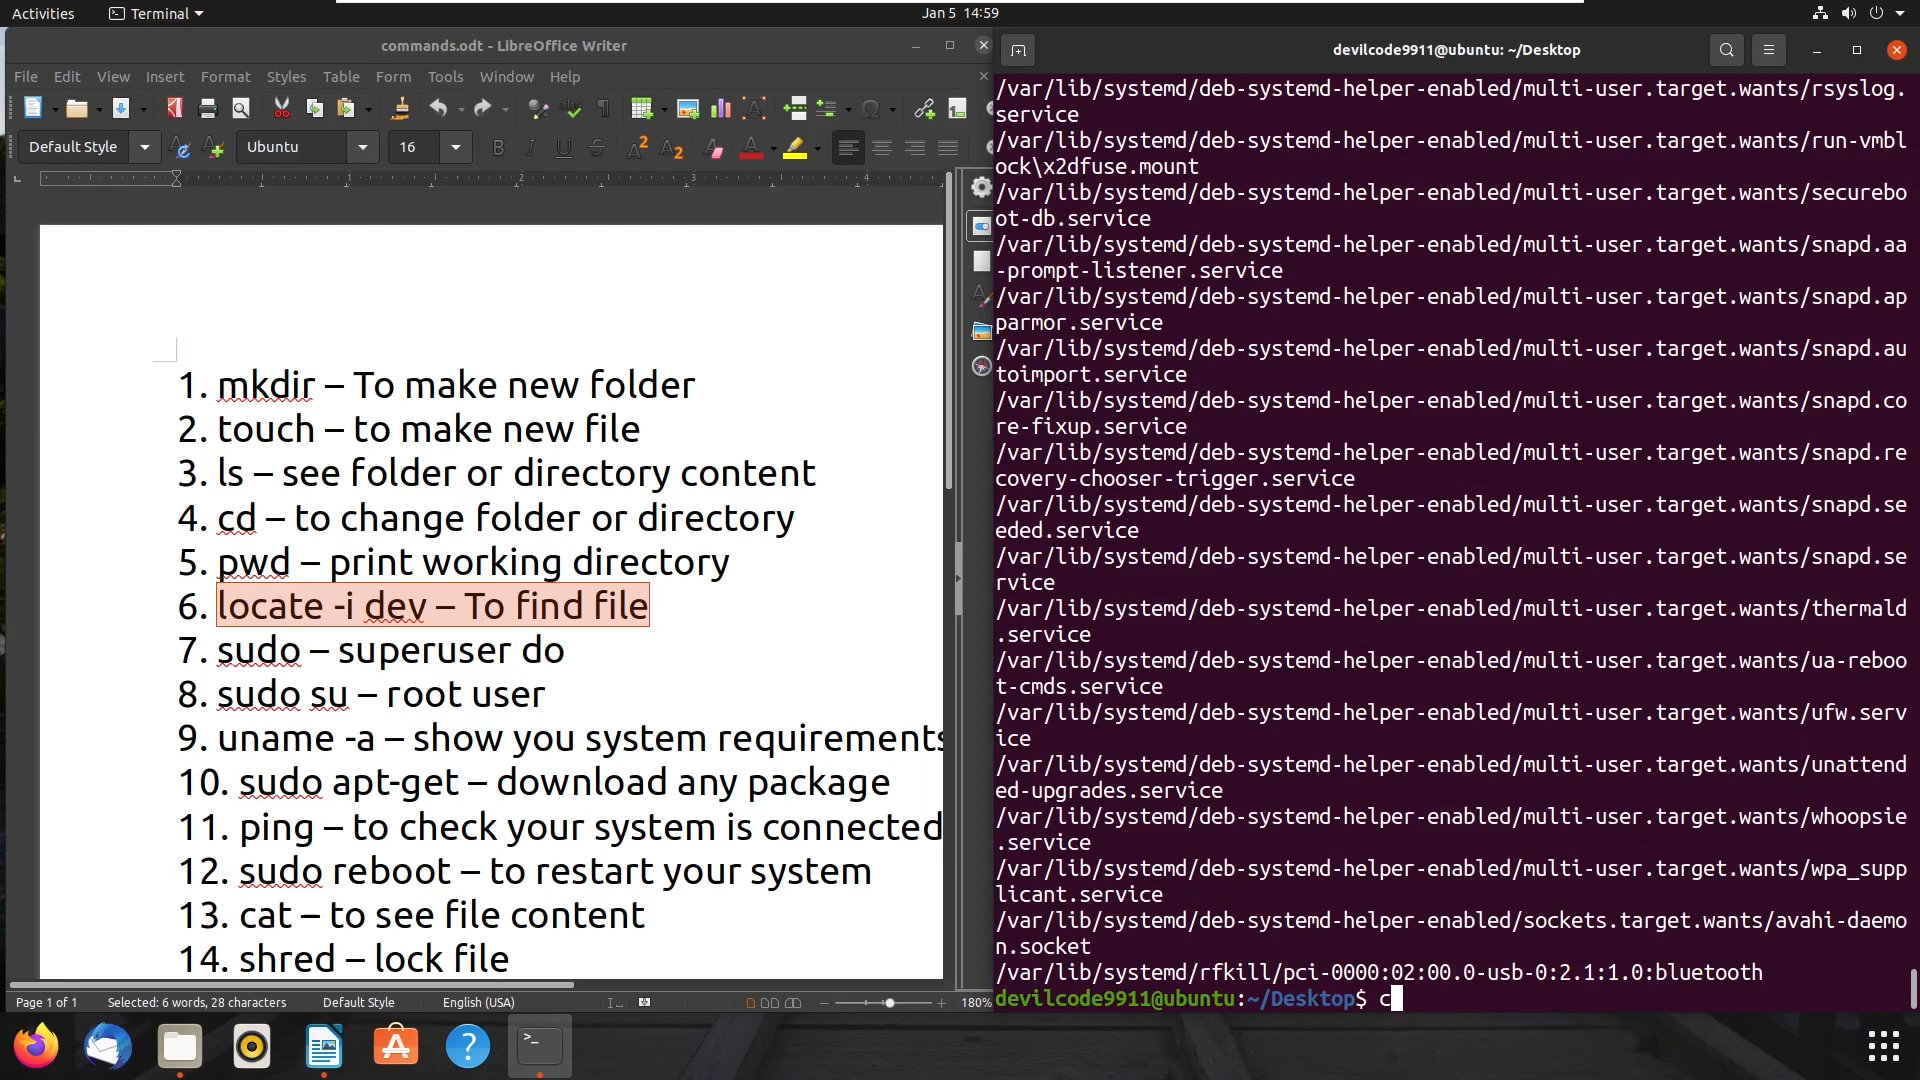 Activities
Terminal
Jan 5 14:59
commands.odt - LibreOffice Writer
File Edit View Insert Format Styles Table Form Tools Window Help
Default Style
Ubuntu
16
1
2
3
4
1. mkdir – To make new folder
2. touch – to make new file
3. ls – see folder or directory content
4. cd – to change folder or directory
5. pwd – print working directory
6. locate -i dev – To find file
7. sudo – superuser do
8. sudo su – root user
9. uname -a – show you system requirements
10. sudo apt-get – download any package
11. ping – to check your system is connected
12. sudo reboot – to restart your system
13. cat – to see file content
14. shred – lock file
Page 1 of 1
Selected: 6 words, 28 characters
Default Style
English (USA)
180%
devilcode9911@ubuntu: ~/Desktop
/var/lib/systemd/deb-systemd-helper-enabled/multi-user.target.wants/rsyslog.
service
/var/lib/systemd/deb-systemd-helper-enabled/multi-user.target.wants/run-vmbl
ock\x2dfuse.mount
/var/lib/systemd/deb-systemd-helper-enabled/multi-user.target.wants/securebo
ot-db.service
/var/lib/systemd/deb-systemd-helper-enabled/multi-user.target.wants/snapd.aa
-prompt-listener.service
/var/lib/systemd/deb-systemd-helper-enabled/multi-user.target.wants/snapd.ap
parmor.service
/var/lib/systemd/deb-systemd-helper-enabled/multi-user.target.wants/snapd.au
toimport.service
/var/lib/systemd/deb-systemd-helper-enabled/multi-user.target.wants/snapd.co
re-fixup.service
/var/lib/systemd/deb-systemd-helper-enabled/multi-user.target.wants/snapd.re
covery-chooser-trigger.service
/var/lib/systemd/deb-systemd-helper-enabled/multi-user.target.wants/snapd.se
eded.service
/var/lib/systemd/deb-systemd-helper-enabled/multi-user.target.wants/snapd.se
rvice
/var/lib/systemd/deb-systemd-helper-enabled/multi-user.target.wants/thermald
.service
/var/lib/systemd/deb-systemd-helper-enabled/multi-user.target.wants/ua-reboo
t-cmds.service
/var/lib/systemd/deb-systemd-helper-enabled/multi-user.target.wants/ufw.serv
ice
/var/lib/systemd/deb-systemd-helper-enabled/multi-user.target.wants/unattend
ed-upgrades.service
/var/lib/systemd/deb-systemd-helper-enabled/multi-user.target.wants/whoopsie
.service
/var/lib/systemd/deb-systemd-helper-enabled/multi-user.target.wants/wpa_supp
licant.service
/var/lib/systemd/deb-systemd-helper-enabled/sockets.target.wants/avahi-daemo
n.socket
/var/lib/systemd/rfkill/pci-0000:02:00.0-usb-0:2.1:1.0:bluetooth
devilcode9911@ubuntu:~/Desktop$ c